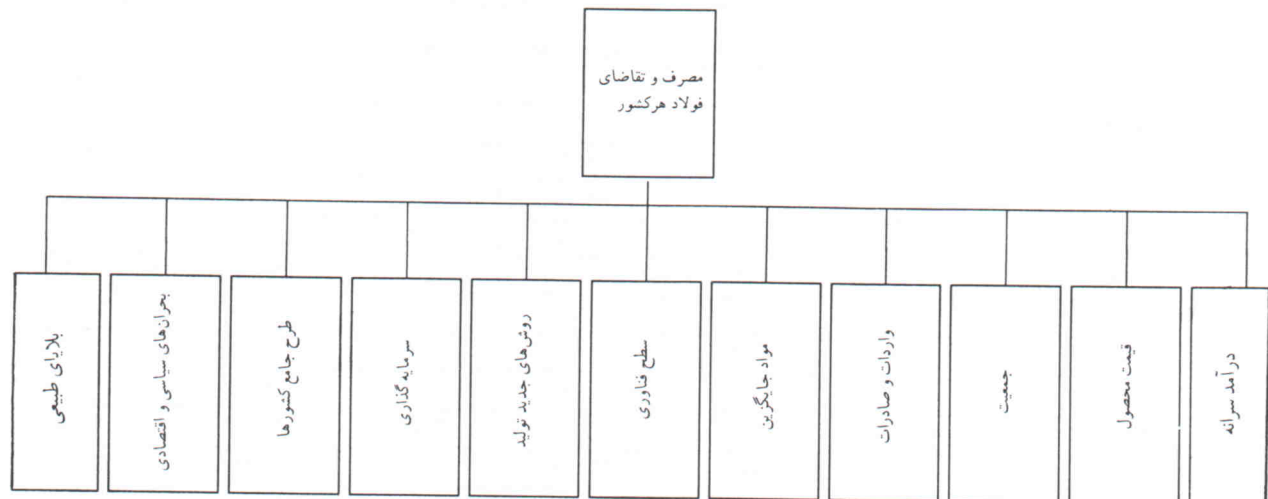 مصرف و تقاضای
فولاد هرکشور
درآمد سرانه
قیمت محصول
جمعیت
واردات و صادرات
مواد جایگزین
سطح فناوری
روش‌های جدید تولید
سرمایه گذاری
طرح جامع کشورها
بحران‌های سیاسی و اقتصادی
بلایای طبیعی